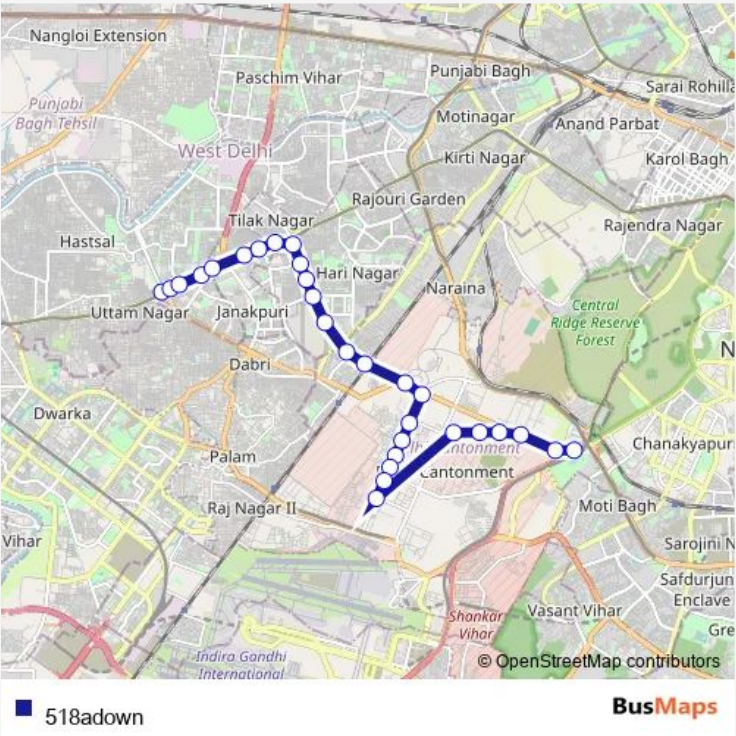 Nangloi Extension
Paschim Vihar
Punjabi Bagh
Sarai Rohilla
Punjabi
Bagh Tehsil
Motinagar
Anand Parbat
West Delhi
Kirti Nagar
Karol Bagh
Rajouri Garden
Tilak Nagar
Rajendra Nagar
Hastsal
Hari Nagar
Naraina
Central
Ridge Reserve
Forest
Uttam Nagar
Janakpuri
N
Dabri
Dwarka
Chanakyapur
Palam
Cantonment
Cantonment
Raj Nagar II
Moti Bagh
Vihar
Sarojini N
Safdurjun
Enclave
Vasant Vihar
Shankar
Vihar
Gre
Indira Gandhi
International
© OpenStreetMap contributors
518adown
BusMaps